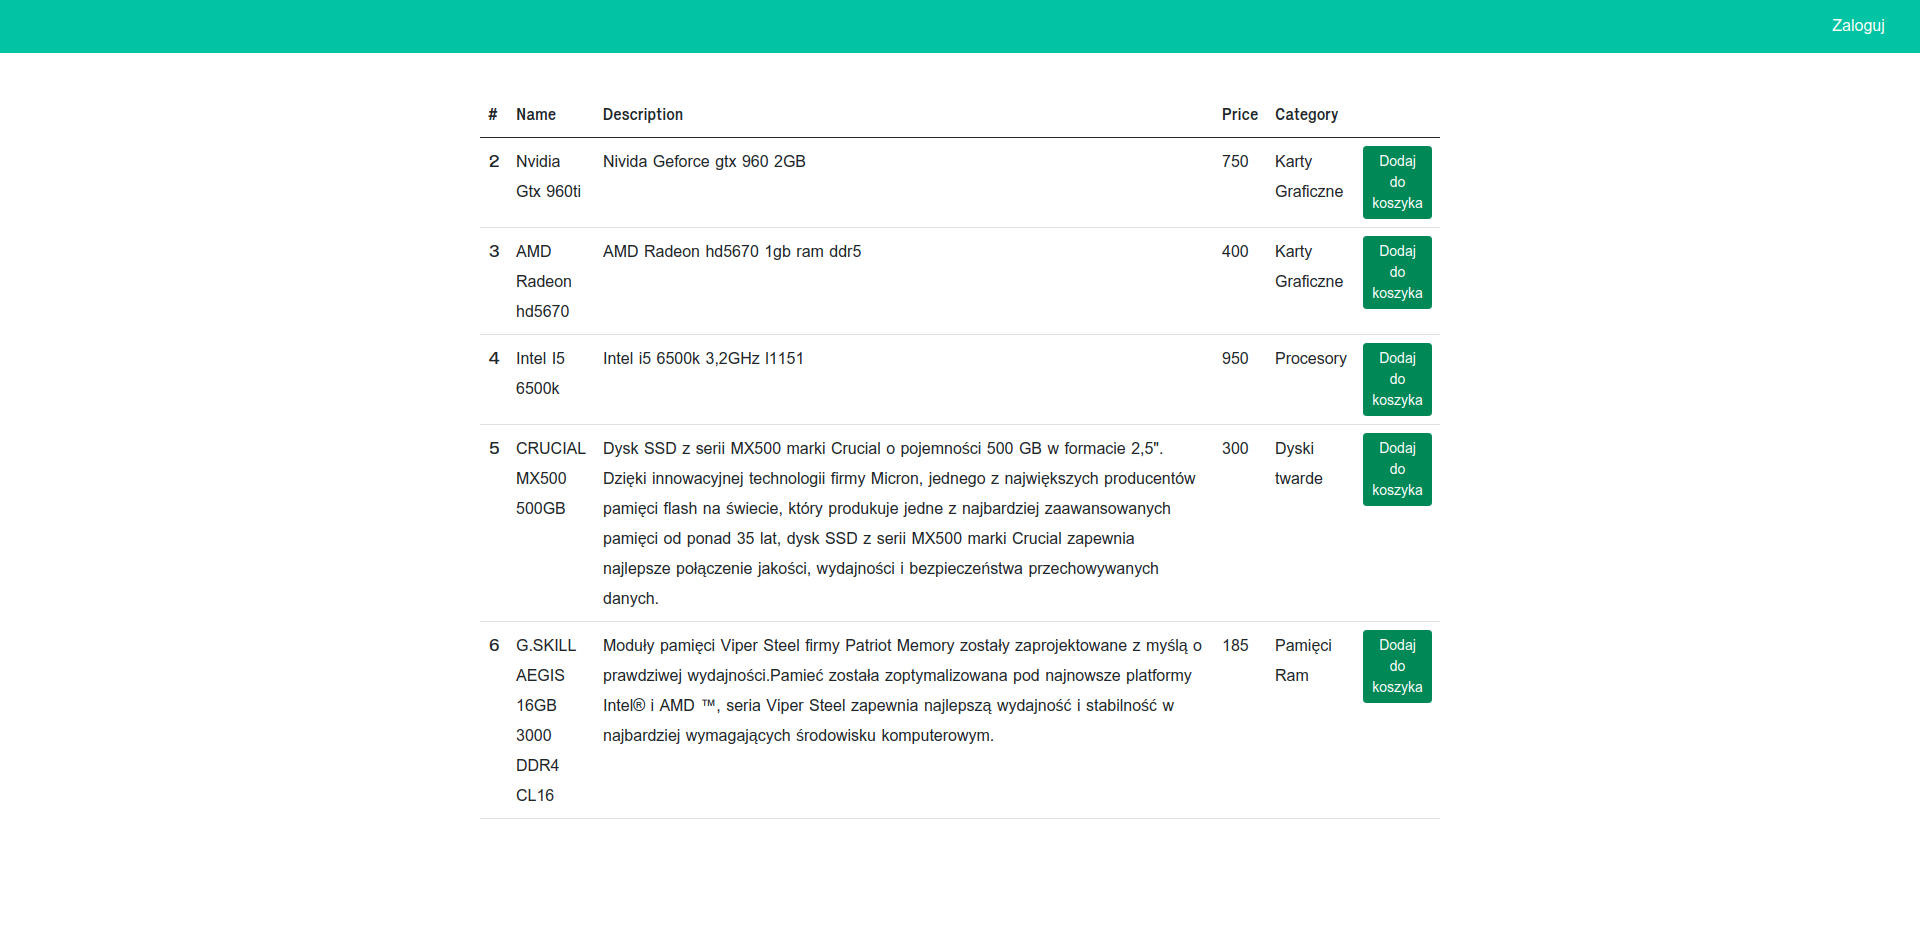 Zaloguj
# Name Description Price Category
2 Nvidia Nivida Geforce gtx 960 2GB 750 Karty Dodaj
Gtx 960ti Graficzne do
koszyka
3 AMD AMD Radeon hd5670 1gb ram ddr5 400 Karty Dodaj
Radeon Graficzne do
hd5670 koszyka
4 Intel I5 Intel i5 6500k 3,2GHz l1151 950 Procesory Dodaj
6500k do
koszyka
5 CRUCIAL Dysk SSD z serii MX500 marki Crucial o pojemności 500 GB w formacie 2,5". 300 Dyski Dodaj
MX500 Dzięki innowacyjnej technologii firmy Micron, jednego z największych producentów twarde do
500GB pamięci flash na świecie, który produkuje jedne z najbardziej zaawansowanych koszyka
pamięci od ponad 35 lat, dysk SSD z serii MX500 marki Crucial zapewnia
najlepsze połączenie jakości, wydajności i bezpieczeństwa przechowywanych
danych.
6 G.SKILL Moduły pamięci Viper Steel firmy Patriot Memory zostały zaprojektowane z myślą o 185 Pamięci Dodaj
AEGIS prawdziwej wydajności.Pamieć została zoptymalizowana pod najnowsze platformy Ram do
16GB Intel® i AMD ™, seria Viper Steel zapewnia najlepszą wydajność i stabilność w koszyka
3000 najbardziej wymagających środowisku komputerowym.
DDR4
CL16